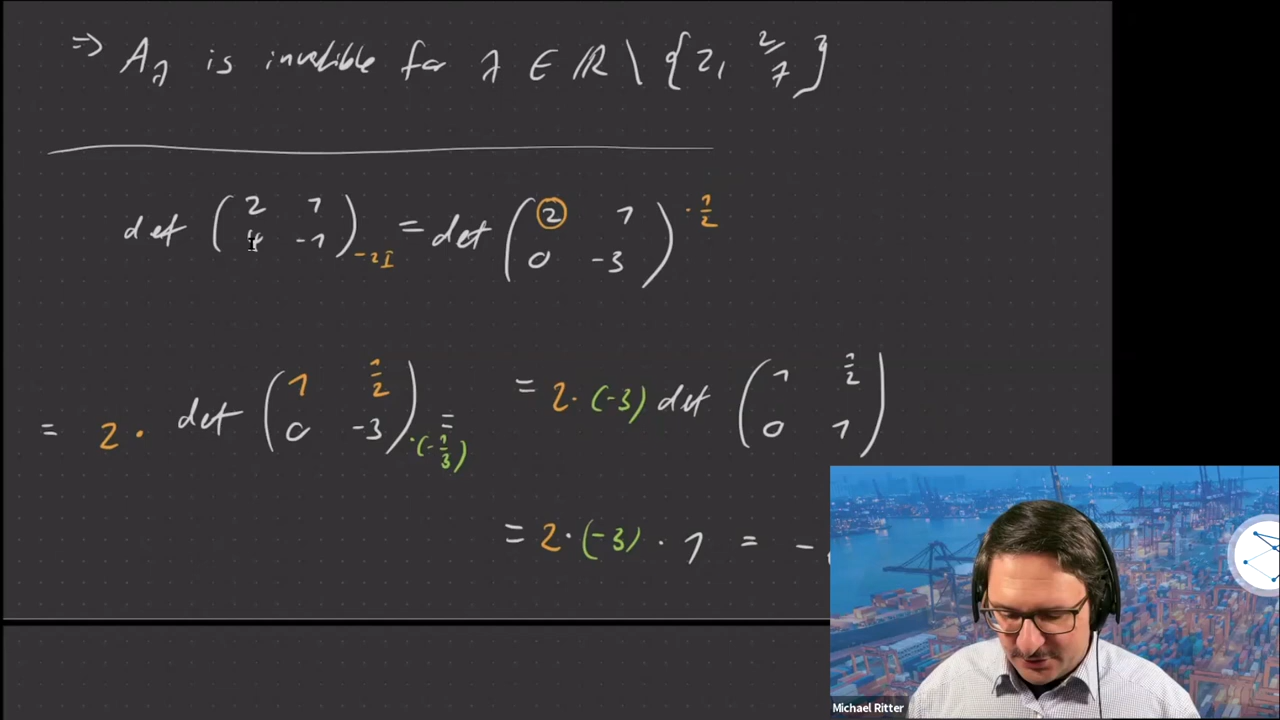 => A_λ is invertible for λ ∈ ℝ \ {2, 2/7}
det ( 2 1 ; 4 -1 ) -2I = det ( 2 1 ; 0 -3 ) · 1/2
= 2 · det ( 1 1/2 ; 0 -3 ) · (-1/3) = = 2 · (-3) det ( 1 1/2 ; 0 1 )
= 2 · (-3) · 1 = -
Michael Ritter